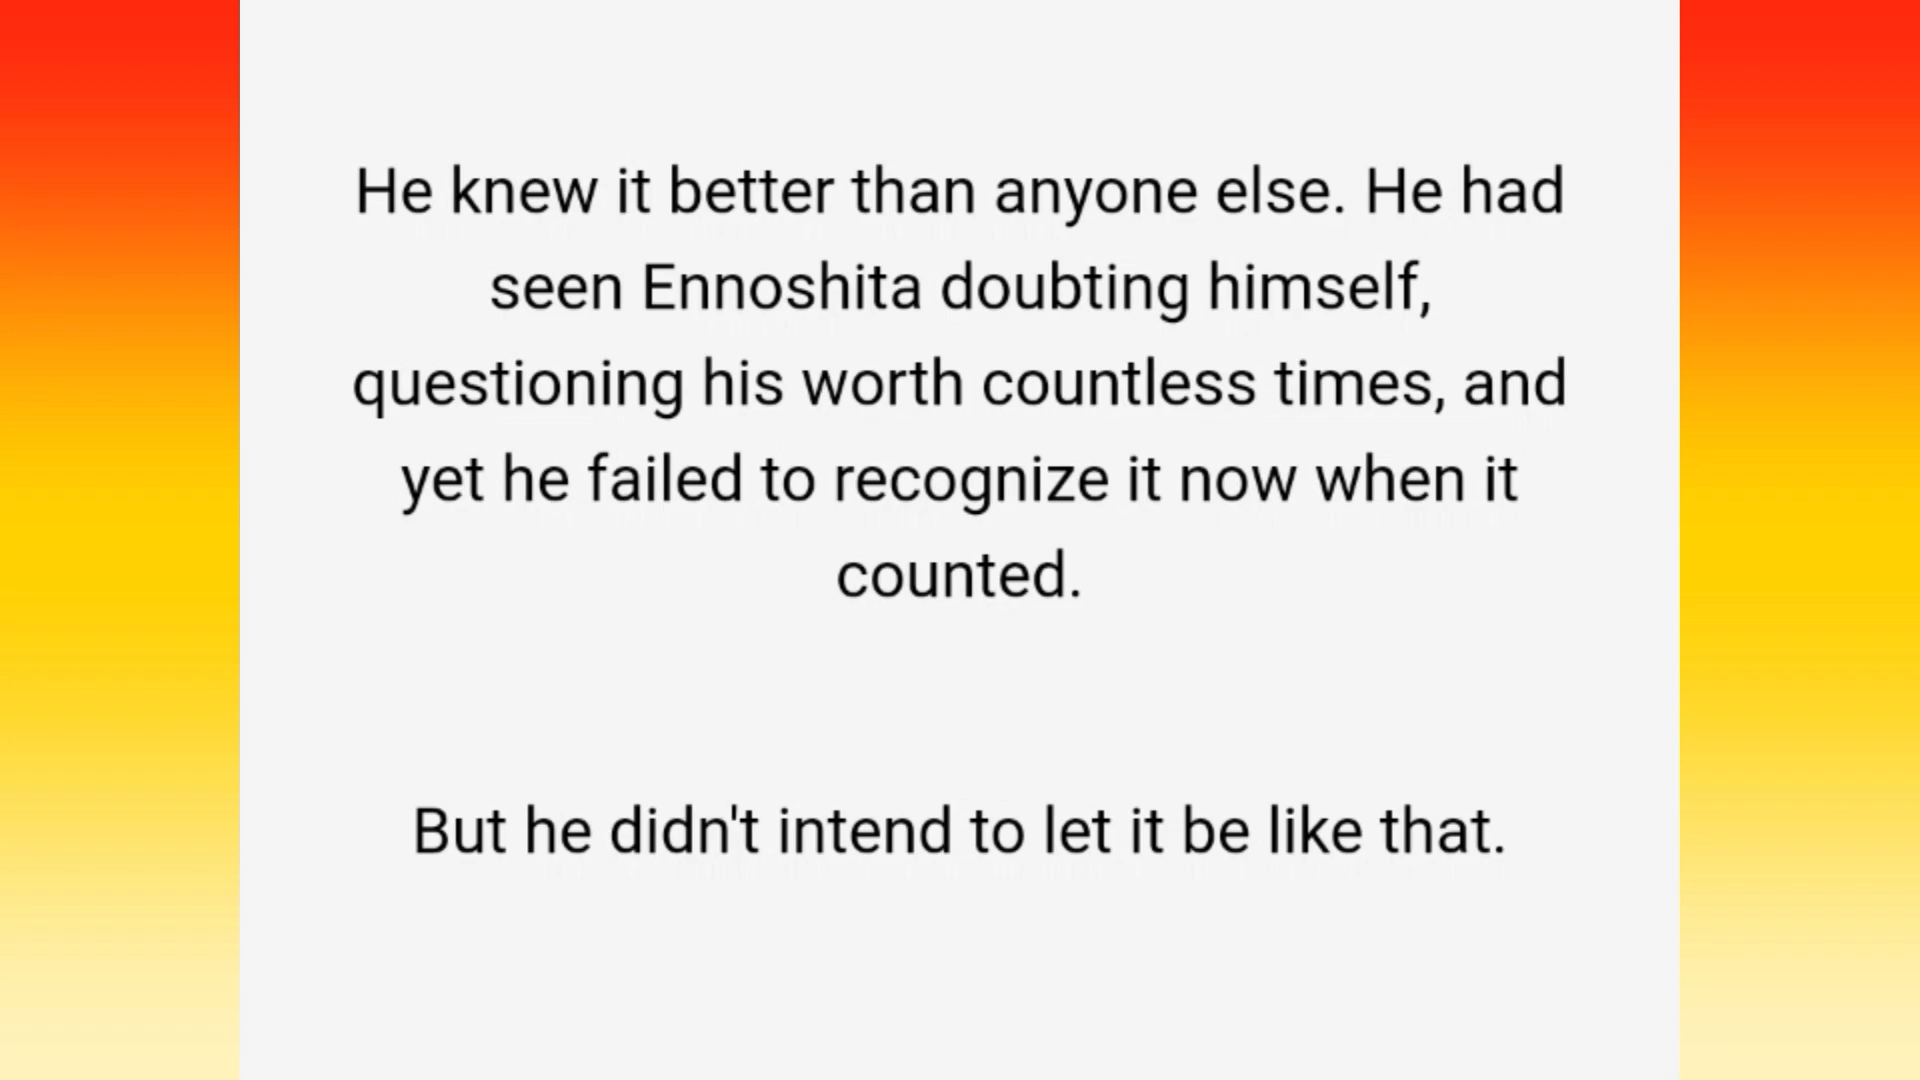 He knew it better than anyone else. He had
seen Ennoshita doubting himself,
questioning his worth countless times, and
yet he failed to recognize it now when it
counted.
But he didn't intend to let it be like that.